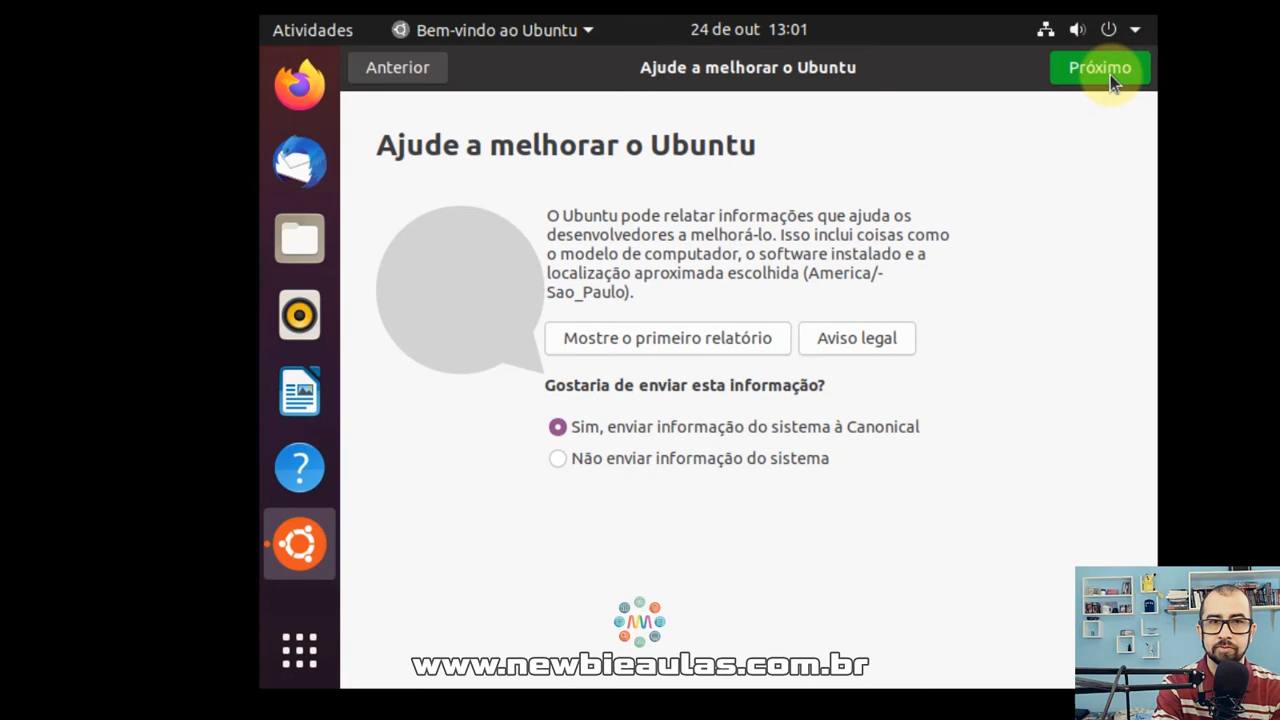 Atividades
Bem-vindo ao Ubuntu
24 de out 13:01
Anterior
Ajude a melhorar o Ubuntu
Próximo
Ajude a melhorar o Ubuntu
O Ubuntu pode relatar informações que ajuda os
desenvolvedores a melhorá-lo. Isso inclui coisas como
o modelo de computador, o software instalado e a
localização aproximada escolhida (America/-
Sao_Paulo).
Mostre o primeiro relatório
Aviso legal
Gostaria de enviar esta informação?
Sim, enviar informação do sistema à Canonical
Não enviar informação do sistema
www.newbieaulas.com.br